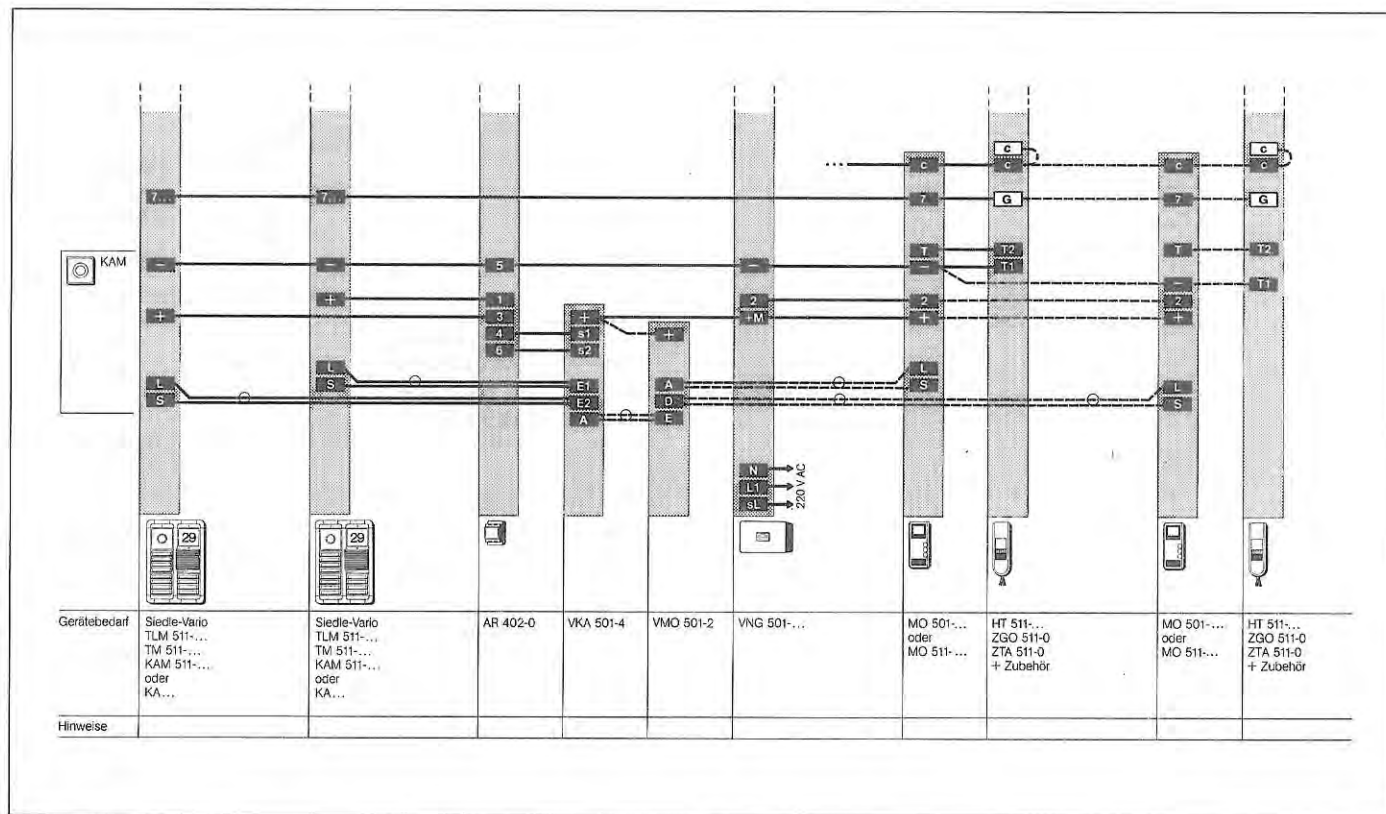 c
c
c
c
c
c
7...
7...
7
G
7
G
KAM
−
−
5
−
T
T2
T
T2
−
T1
−
T1
+
1
2
2
+
3
+
+M
+
+
4
s1
+
6
s2
L
L
S
E1
A
S
L
E2
D
L
S
A
E
S
N
L1
sL
220 V AC
29
29
Gerätebedarf
Siedle-Vario
TLM 511-...
TM 511-...
KAM 511-...
oder
KA...
Siedle-Vario
TLM 511-...
TM 511-...
KAM 511-...
oder
KA...
AR 402-0
VKA 501-4
VMO 501-2
VNG 501-...
MO 501-...
oder
MO 511-...
HT 511-...
ZGO 511-0
ZTA 511-0
+ Zubehör
MO 501-...
oder
MO 511-...
HT 511-...
ZGO 511-0
ZTA 511-0
+ Zubehör
Hinweise